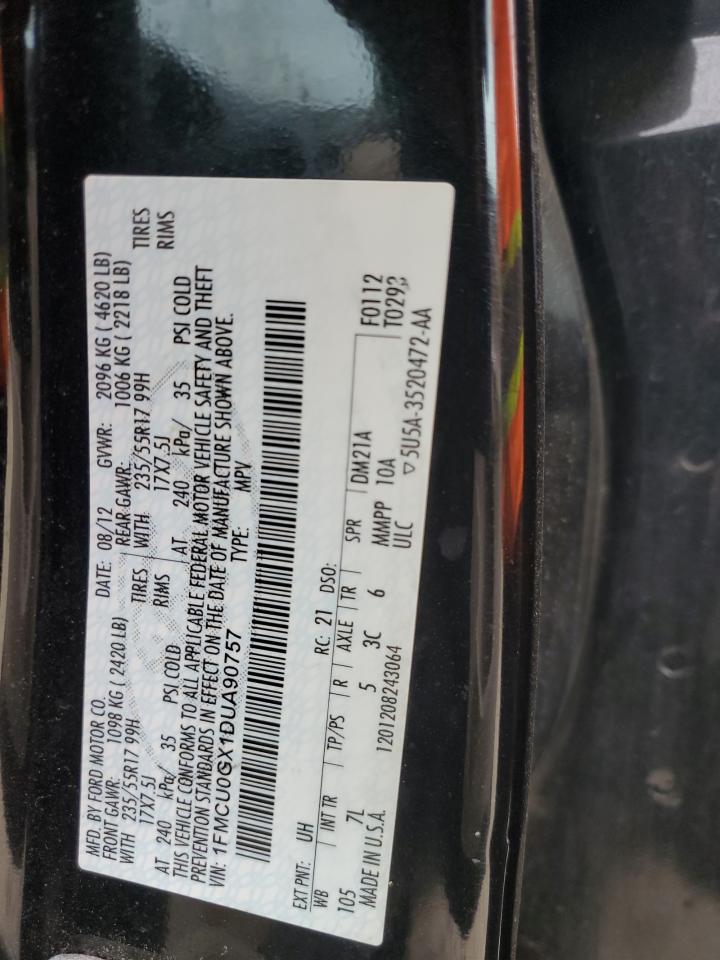 MFD. BY FORD MOTOR CO. DATE: 08/12 GVWR: 2096 KG ( 4620 LB)
FRONT GAWR: 1098 KG ( 2420 LB) REAR GAWR: 1006 KG ( 2218 LB)
WITH 235/55R17 99H TIRES WITH 235/55R17 99H TIRES
17X7.5J RIMS 17X7.5J RIMS
AT 240 kPa/ 35 PSI COLD AT 240 kPa/ 35 PSI COLD
THIS VEHICLE CONFORMS TO ALL APPLICABLE FEDERAL MOTOR VEHICLE SAFETY AND THEFT
PREVENTION STANDARDS IN EFFECT ON THE DATE OF MANUFACTURE SHOWN ABOVE.
VIN: 1FMCU0GX1DUA90757 TYPE: MPV
EXT PNT: UH RC: 21 DSO: F0112
WB INT TR TP/PS R AXLE TR SPR DM21A T0293
105 7L 5 3C 6 MMPP 10A
MADE IN U.S.A. 1201208243064 ULC ▽5U5A-3520472-AA